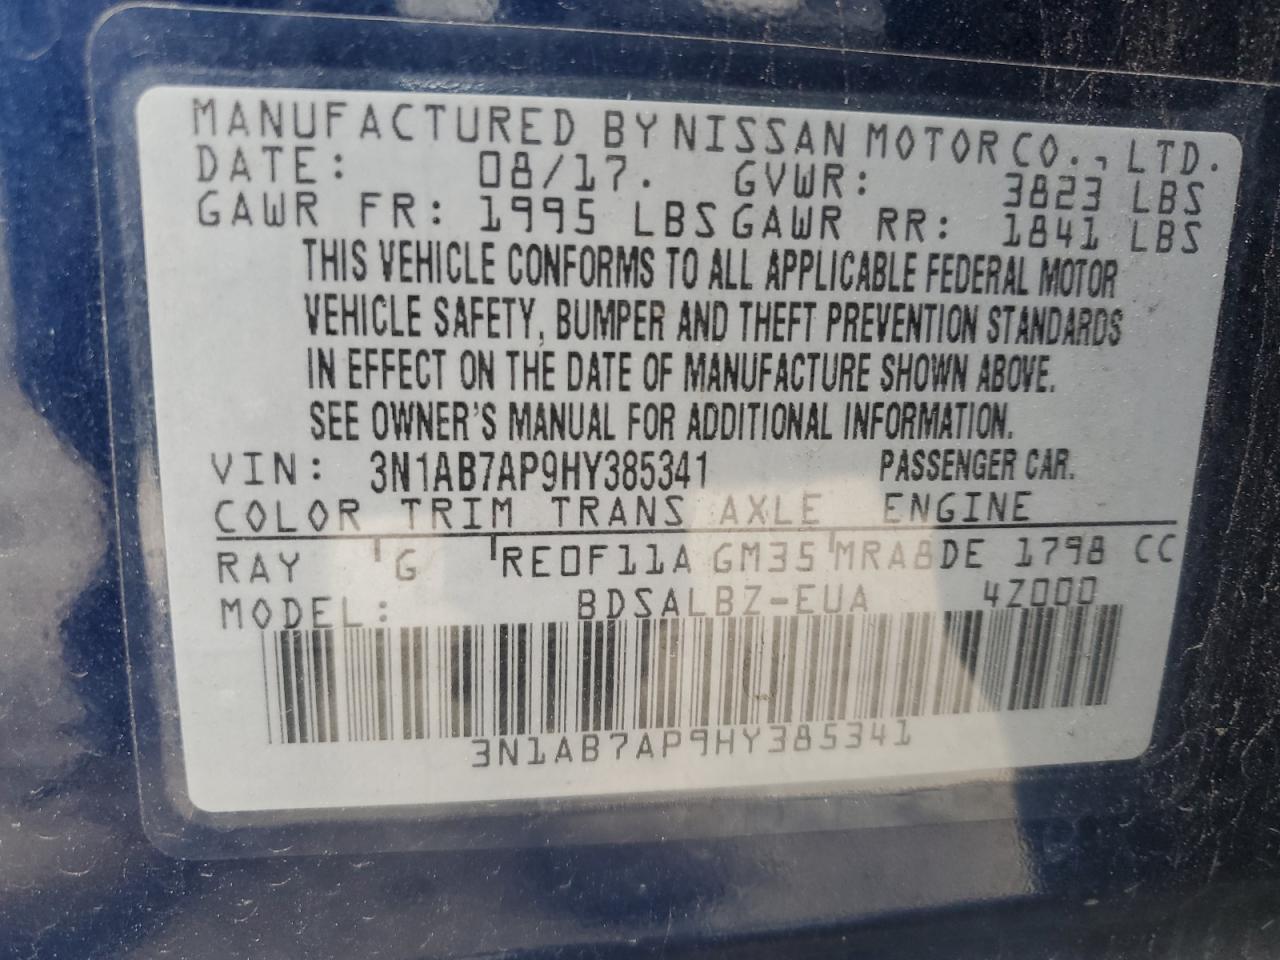 MANUFACTURED BY NISSAN MOTOR CO., LTD.
DATE: 08/17. GVWR: 3823 LBS
GAWR FR: 1995 LBS GAWR RR: 1841 LBS
THIS VEHICLE CONFORMS TO ALL APPLICABLE FEDERAL MOTOR
VEHICLE SAFETY, BUMPER AND THEFT PREVENTION STANDARDS
IN EFFECT ON THE DATE OF MANUFACTURE SHOWN ABOVE.
SEE OWNER'S MANUAL FOR ADDITIONAL INFORMATION.
VIN: 3N1AB7AP9HY385341 PASSENGER CAR.
COLOR TRIM TRANS AXLE ENGINE
RAY G RE0F11A GM35 MRA8DE 1798 CC
MODEL: BDSALBZ-EUA 4Z000
3N1AB7AP9HY385341